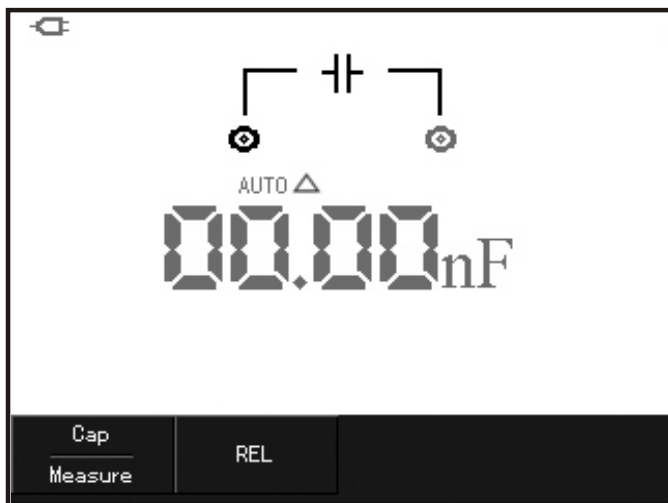 AUTO △
00.00nF
Cap
Measure
REL